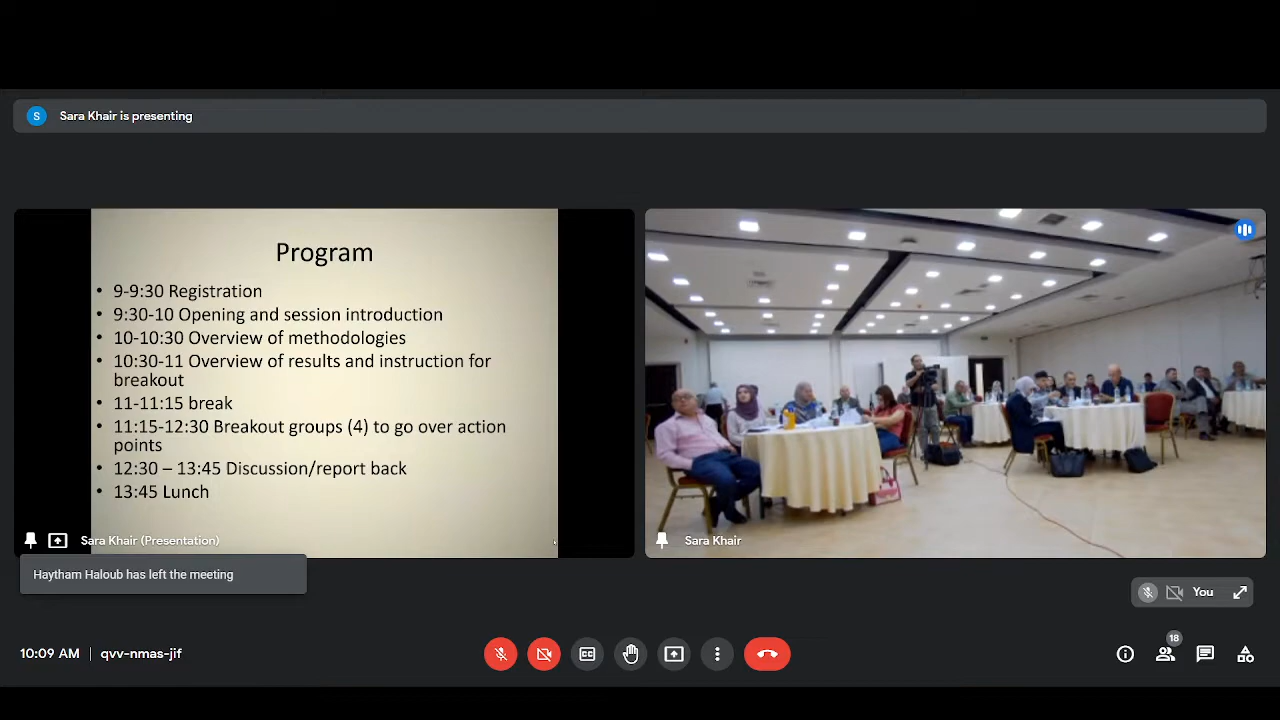 S Sara Khair is presenting
Program
• 9-9:30 Registration
• 9:30-10 Opening and session introduction
• 10-10:30 Overview of methodologies
• 10:30-11 Overview of results and instruction for
breakout
• 11-11:15 break
• 11:15-12:30 Breakout groups (4) to go over action
points
• 12:30 – 13:45 Discussion/report back
• 13:45 Lunch
Sara Khair (Presentation)
Sara Khair
Haytham Haloub has left the meeting
You
10:09 AM | qvv-nmas-jif
CC
18